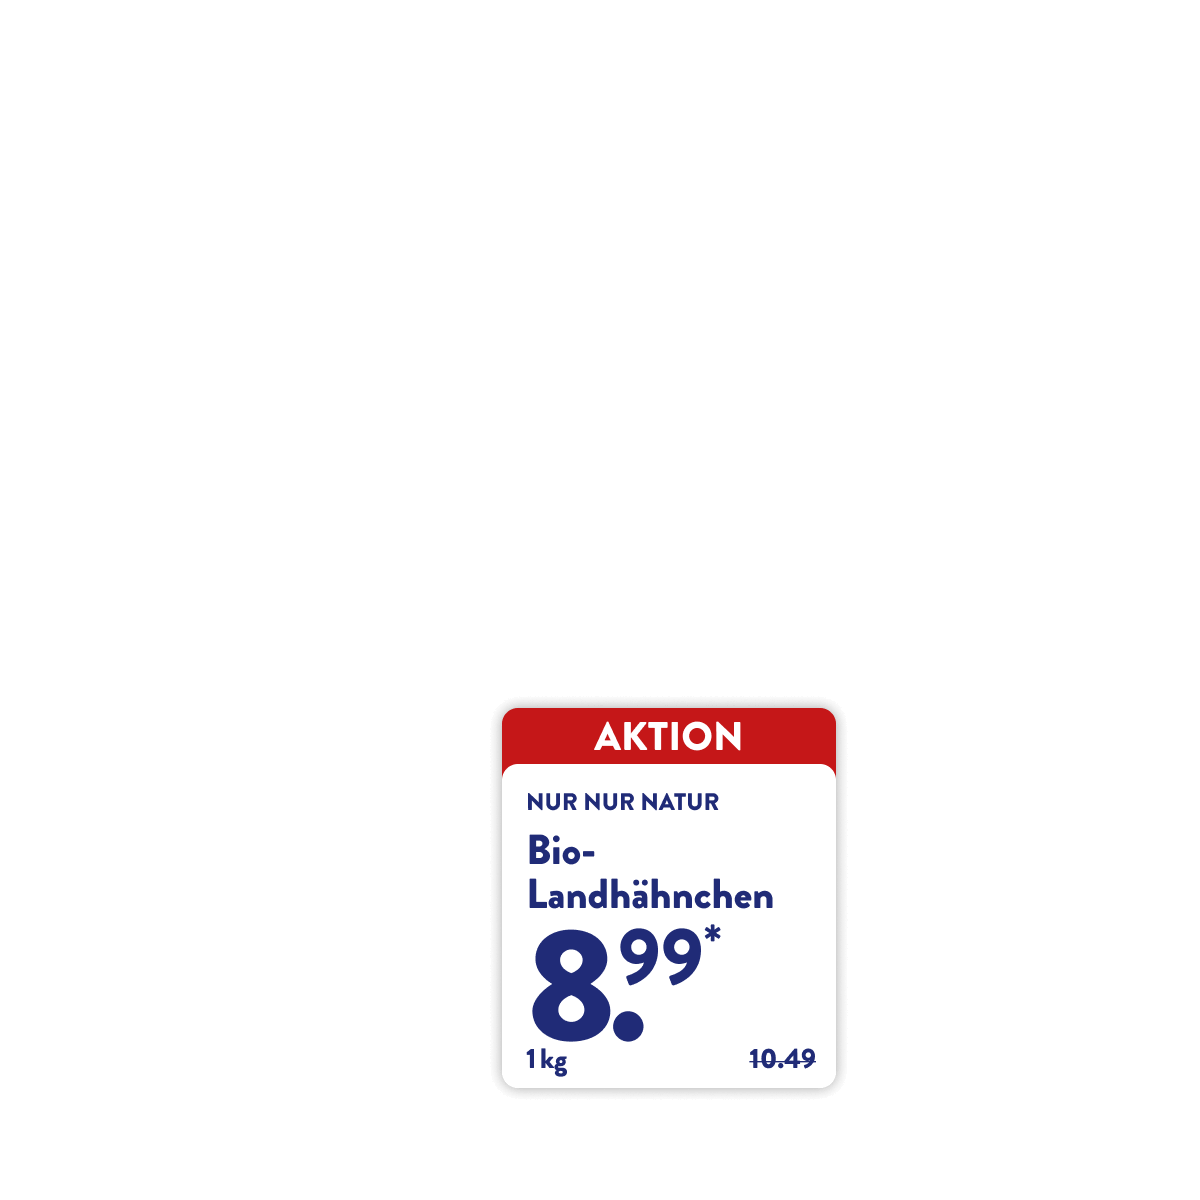 AKTION
NUR NUR NATUR
Bio-
Landhähnchen
8.99*
1 kg 10.49